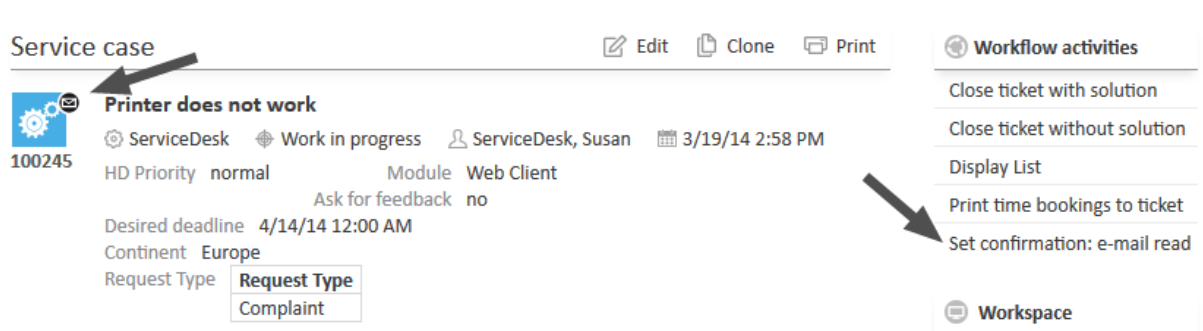 Service case
Edit Clone Print
Printer does not work
ServiceDesk Work in progress ServiceDesk, Susan 3/19/14 2:58 PM
100245
HD Priority normal Module Web Client
Ask for feedback no
Desired deadline 4/14/14 12:00 AM
Continent Europe
Request Type Request Type
Complaint
Workflow activities
Close ticket with solution
Close ticket without solution
Display List
Print time bookings to ticket
Set confirmation: e-mail read
Workspace